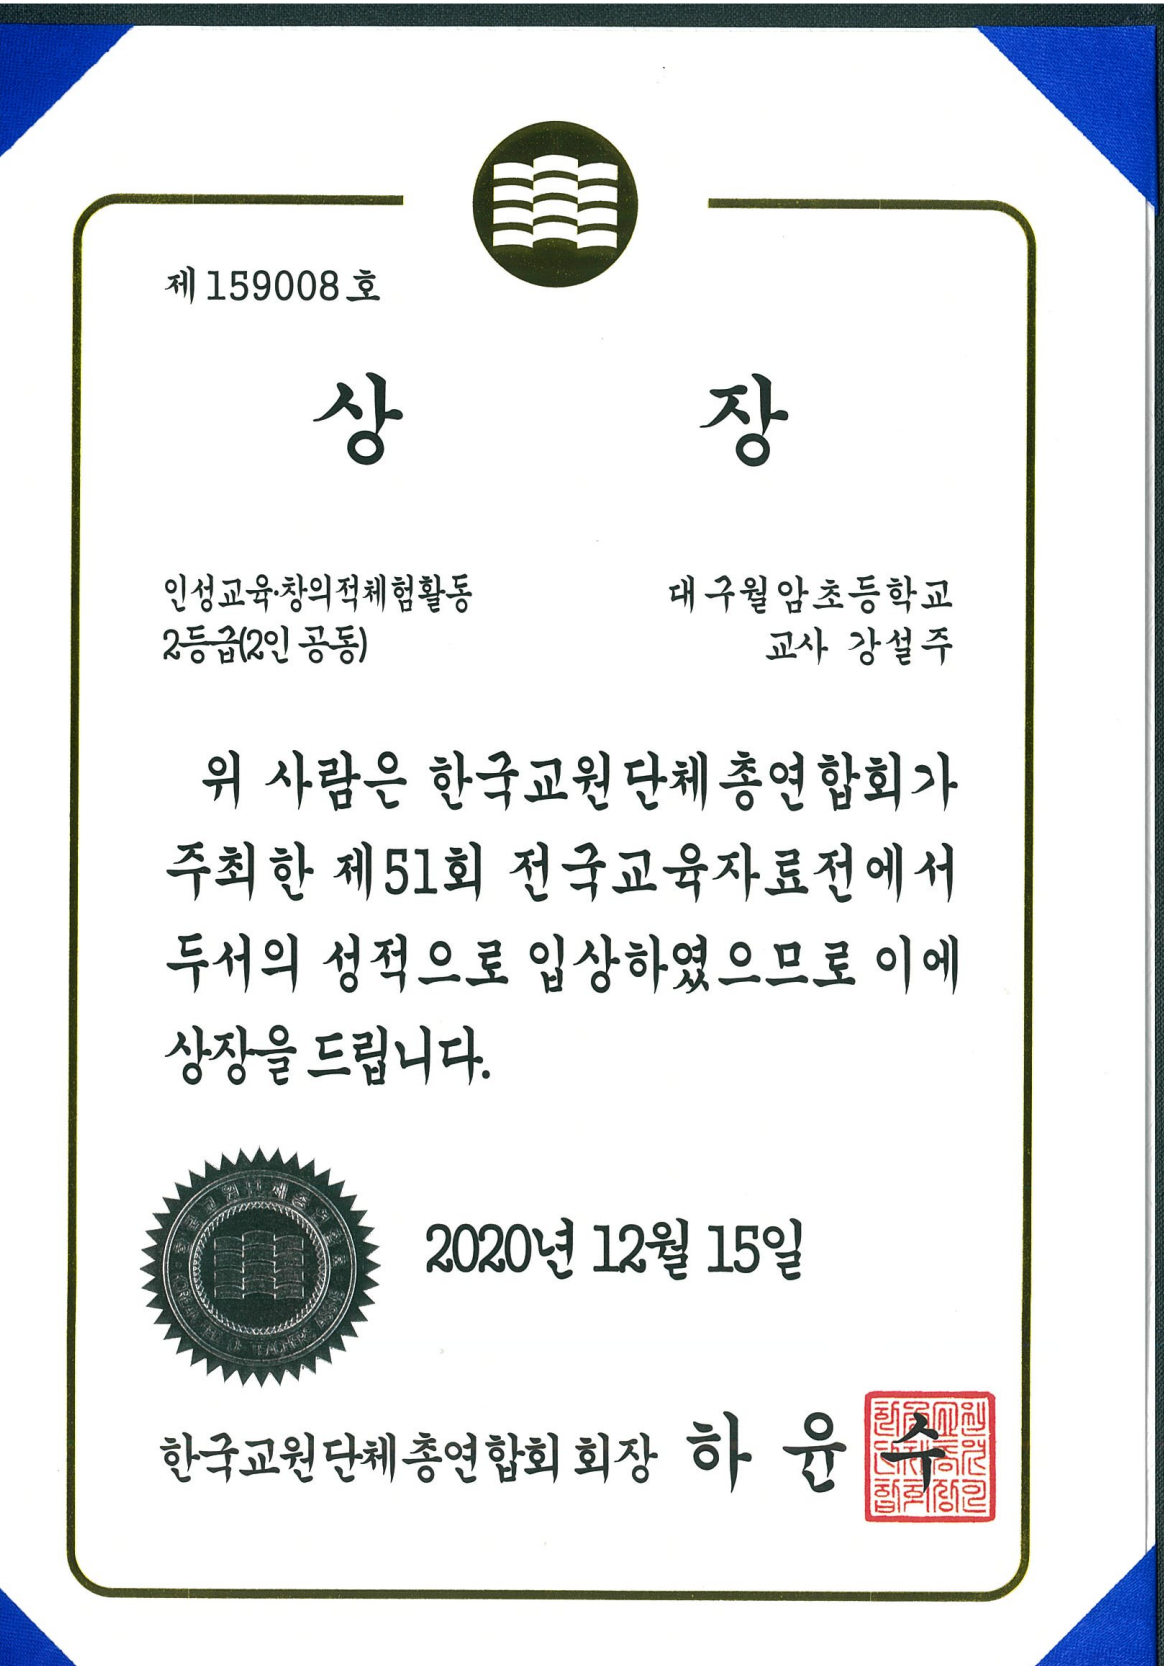 제 159008 호
상 장
인성교육·창의적체험활동
2등급(2인 공동)
대구월암초등학교
교사 강설주
위 사람은 한국교원단체총연합회가
주최한 제51회 전국교육자료전에서
두서의 성적으로 입상하였으므로 이에
상장을 드립니다.
2020년 12월 15일
한국교원단체총연합회 회장 하 윤 수